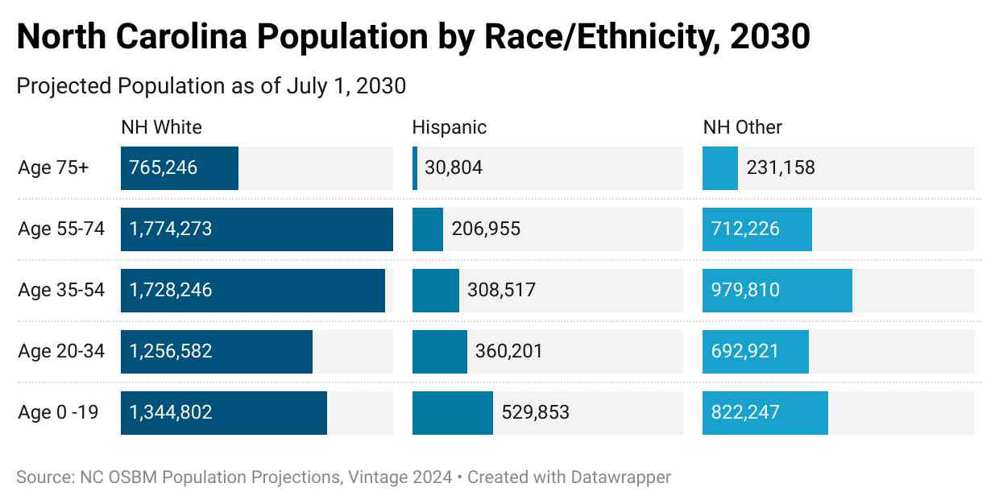 North Carolina Population by Race/Ethnicity, 2030
Projected Population as of July 1, 2030
NH White Hispanic NH Other
Age 75+ 765,246 30,804 231,158
Age 55-74 1,774,273 206,955 712,226
Age 35-54 1,728,246 308,517 979,810
Age 20-34 1,256,582 360,201 692,921
Age 0 -19 1,344,802 529,853 822,247
Source: NC OSBM Population Projections, Vintage 2024 • Created with Datawrapper